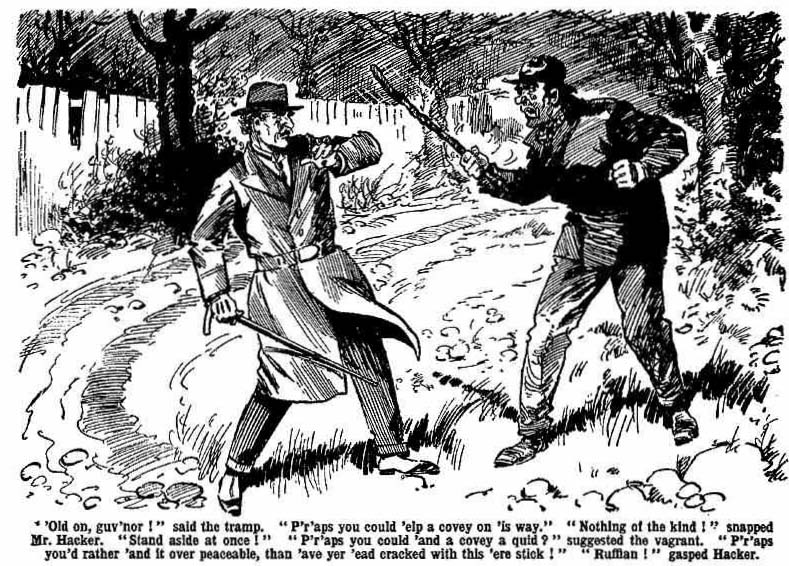 " 'Old on, guv'nor !" said the tramp. "P'r'aps you could 'elp a covey on 'is way." "Nothing of the kind !" snapped
Mr. Hacker. "Stand aside at once !" "P'r'aps you could 'and a covey a quid ?" suggested the vagrant. "P'r'aps
you'd rather 'and it over peaceable, than 'ave yer 'ead cracked with this 'ere stick !" "Ruffian !" gasped Hacker.